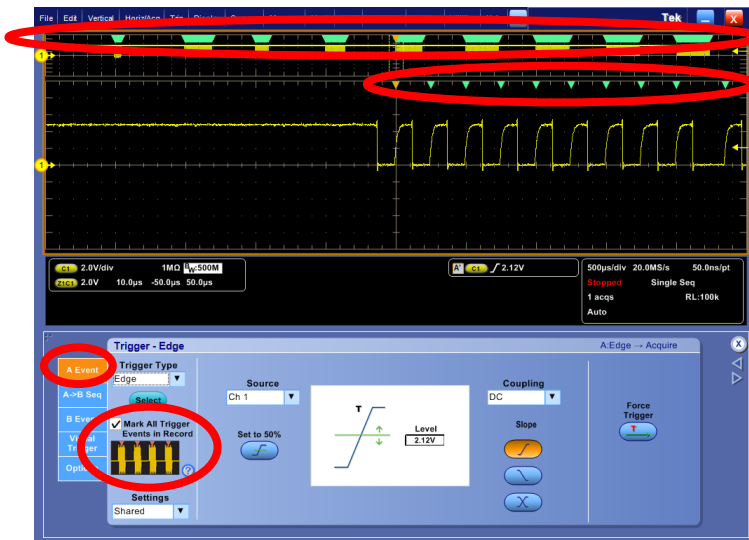 File Edit Vertical Horiz/Acq Trig Display Tek X
1
1
C1 2.0V/div 1MΩ BW:500M
Z1C1 2.0V 10.0µs -50.0µs 50.0µs
A' C1 2.12V
500µs/div 20.0MS/s 50.0ns/pt
Stopped Single Seq
1 acqs RL:100k
Auto
Trigger - Edge A:Edge → Acquire X
A Event
A->B Seq
B Event
Visual
Trigger
Options
Trigger Type
Edge
Select
Mark All Trigger
Events in Record
?
Settings
Shared
Source
Ch 1
Set to 50%
T
Level
2.12V
Coupling
DC
Slope
Force
Trigger
T